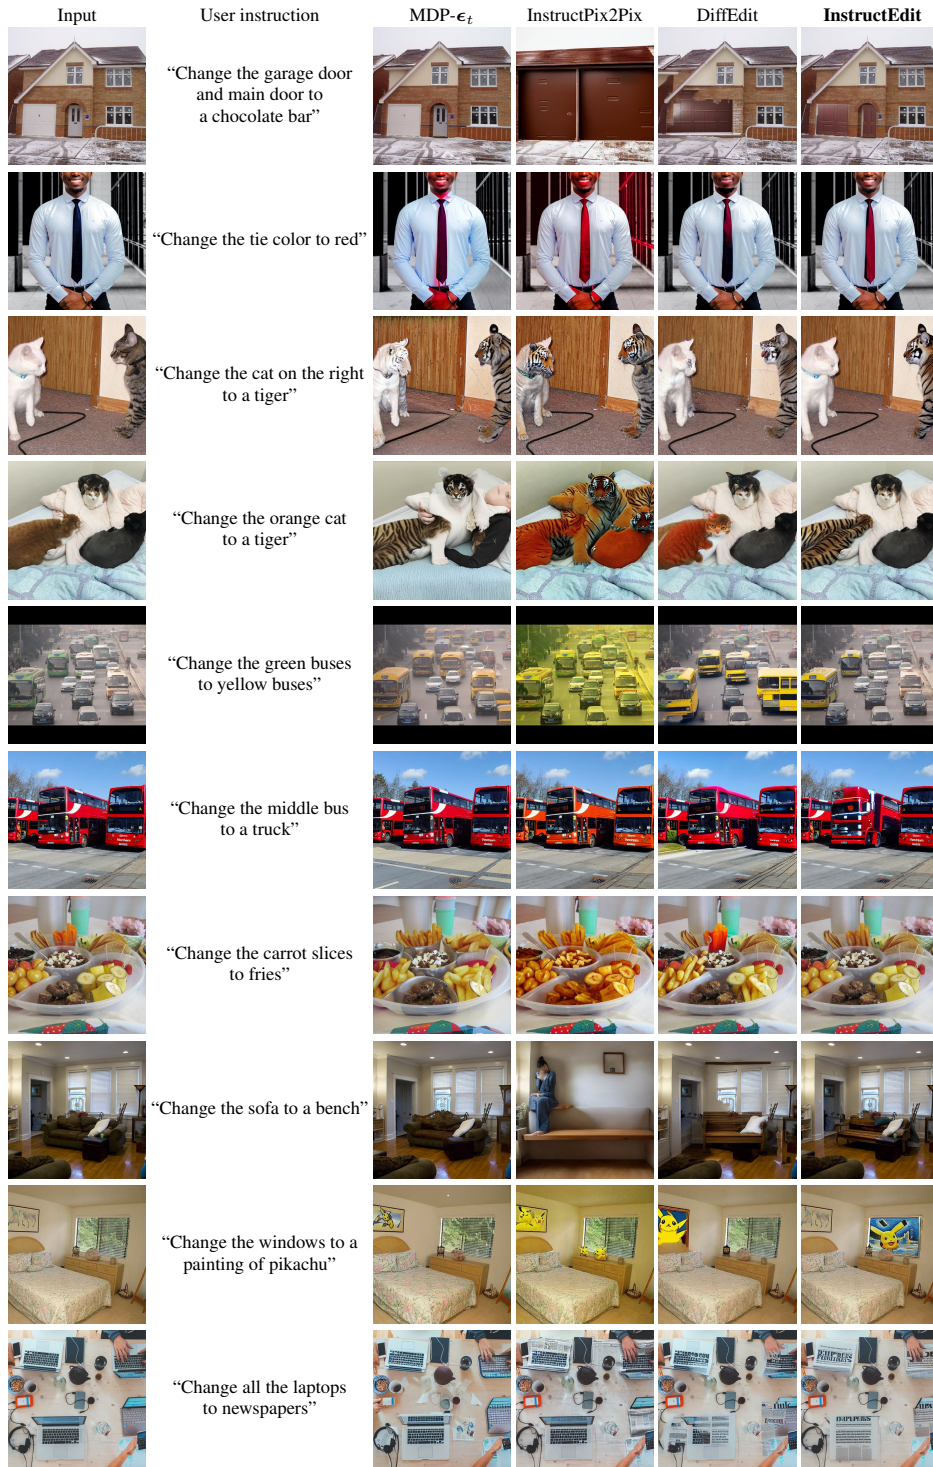 Input User instruction MDP-ϵt InstructPix2Pix DiffEdit InstructEdit
“Change the garage door
and main door to
a chocolate bar”
“Change the tie color to red”
“Change the cat on the right
to a tiger”
“Change the orange cat
to a tiger”
“Change the green buses
to yellow buses”
“Change the middle bus
to a truck”
“Change the carrot slices
to fries”
“Change the sofa to a bench”
“Change the windows to a
painting of pikachu”
“Change all the laptops
to newspapers”